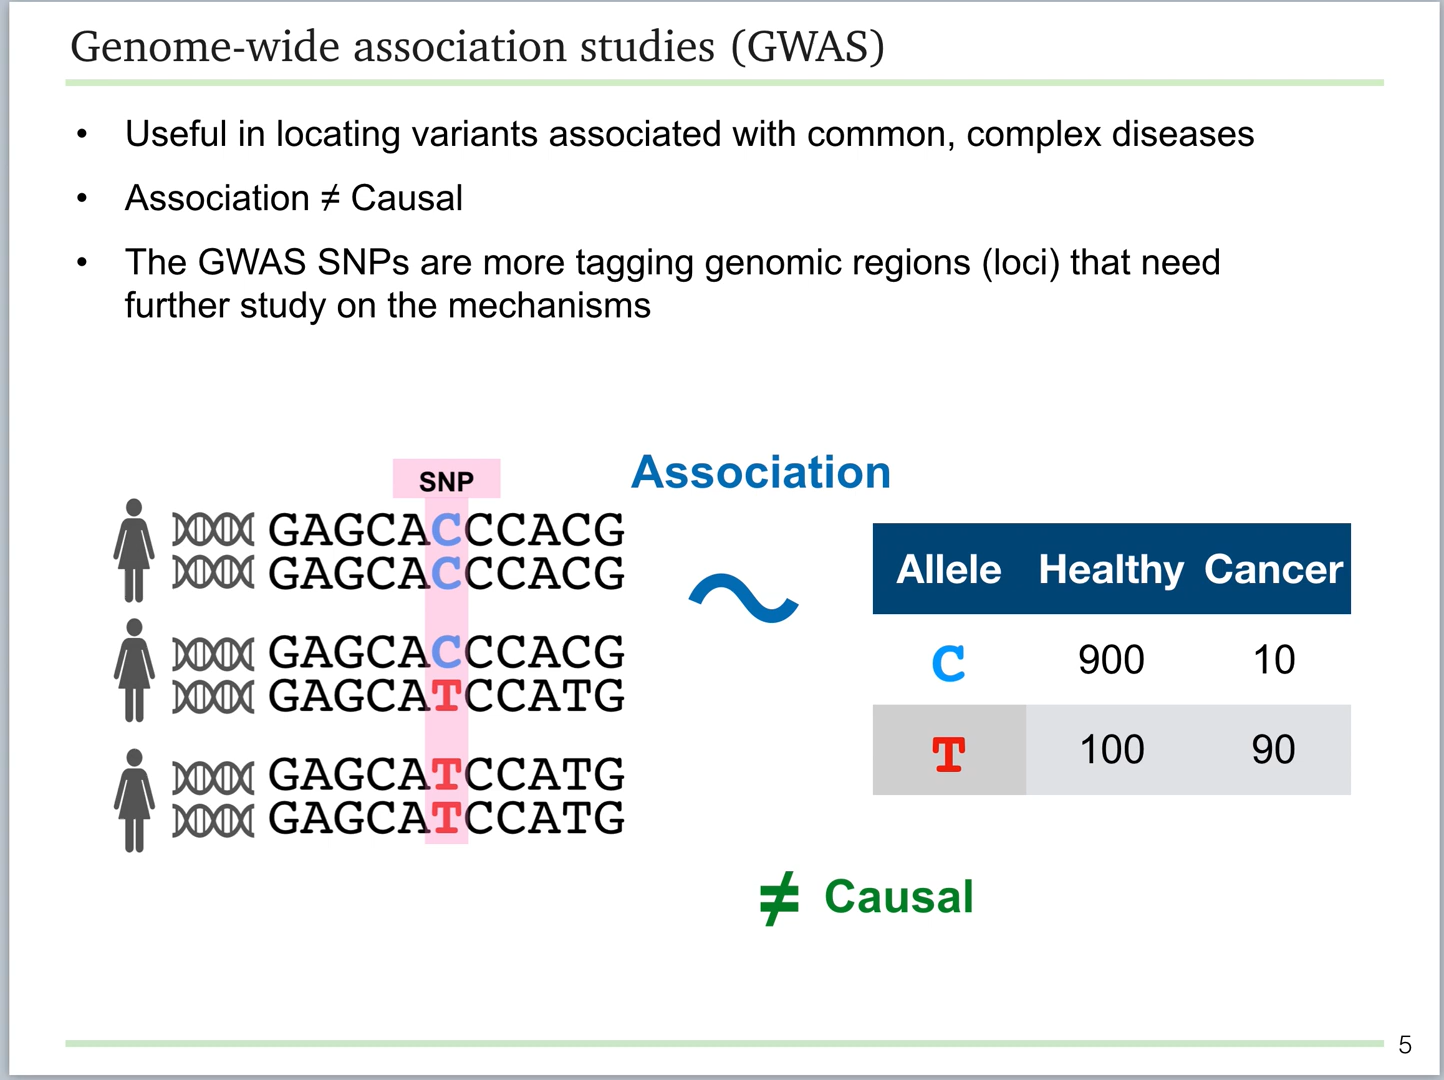 Genome-wide association studies (GWAS)
• Useful in locating variants associated with common, complex diseases
• Association ≠ Causal
• The GWAS SNPs are more tagging genomic regions (loci) that need
further study on the mechanisms
SNP
GAGCACCCACG
GAGCACCCACG
GAGCACCCACG
GAGCATCCATG
GAGCATCCATG
GAGCATCCATG
Association
~
Allele Healthy Cancer
C 900 10
T 100 90
≠ Causal
5